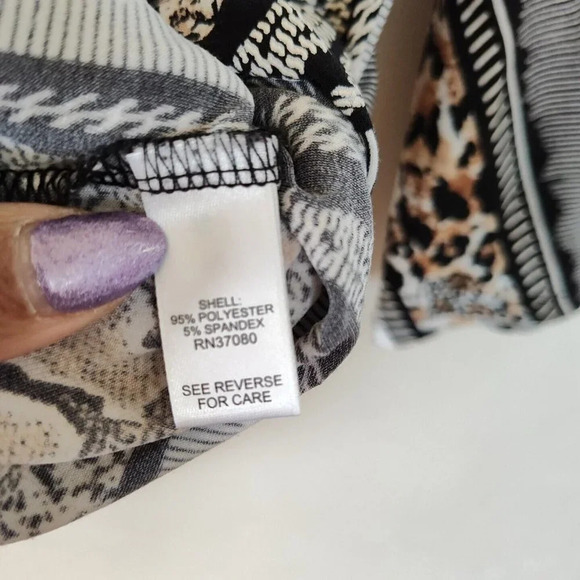 SHELL:
95% POLYESTER
5% SPANDEX
RN37080
SEE REVERSE
FOR CARE